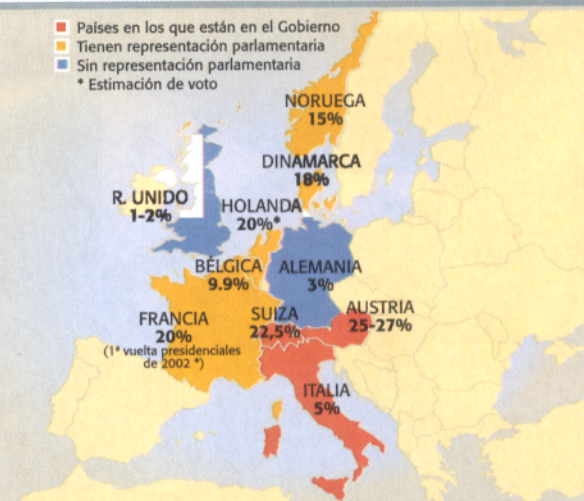 Países en los que están en el Gobierno
Tienen representación parlamentaria
Sin representación parlamentaria
* Estimación de voto
NORUEGA
15%
DINAMARCA
18%
R. UNIDO
1-2%
HOLANDA
20%*
BÉLGICA
9.9%
ALEMANIA
3%
FRANCIA
20%
(1ª vuelta presidenciales
de 2002 *)
SUIZA
22,5%
AUSTRIA
25-27%
ITALIA
5%